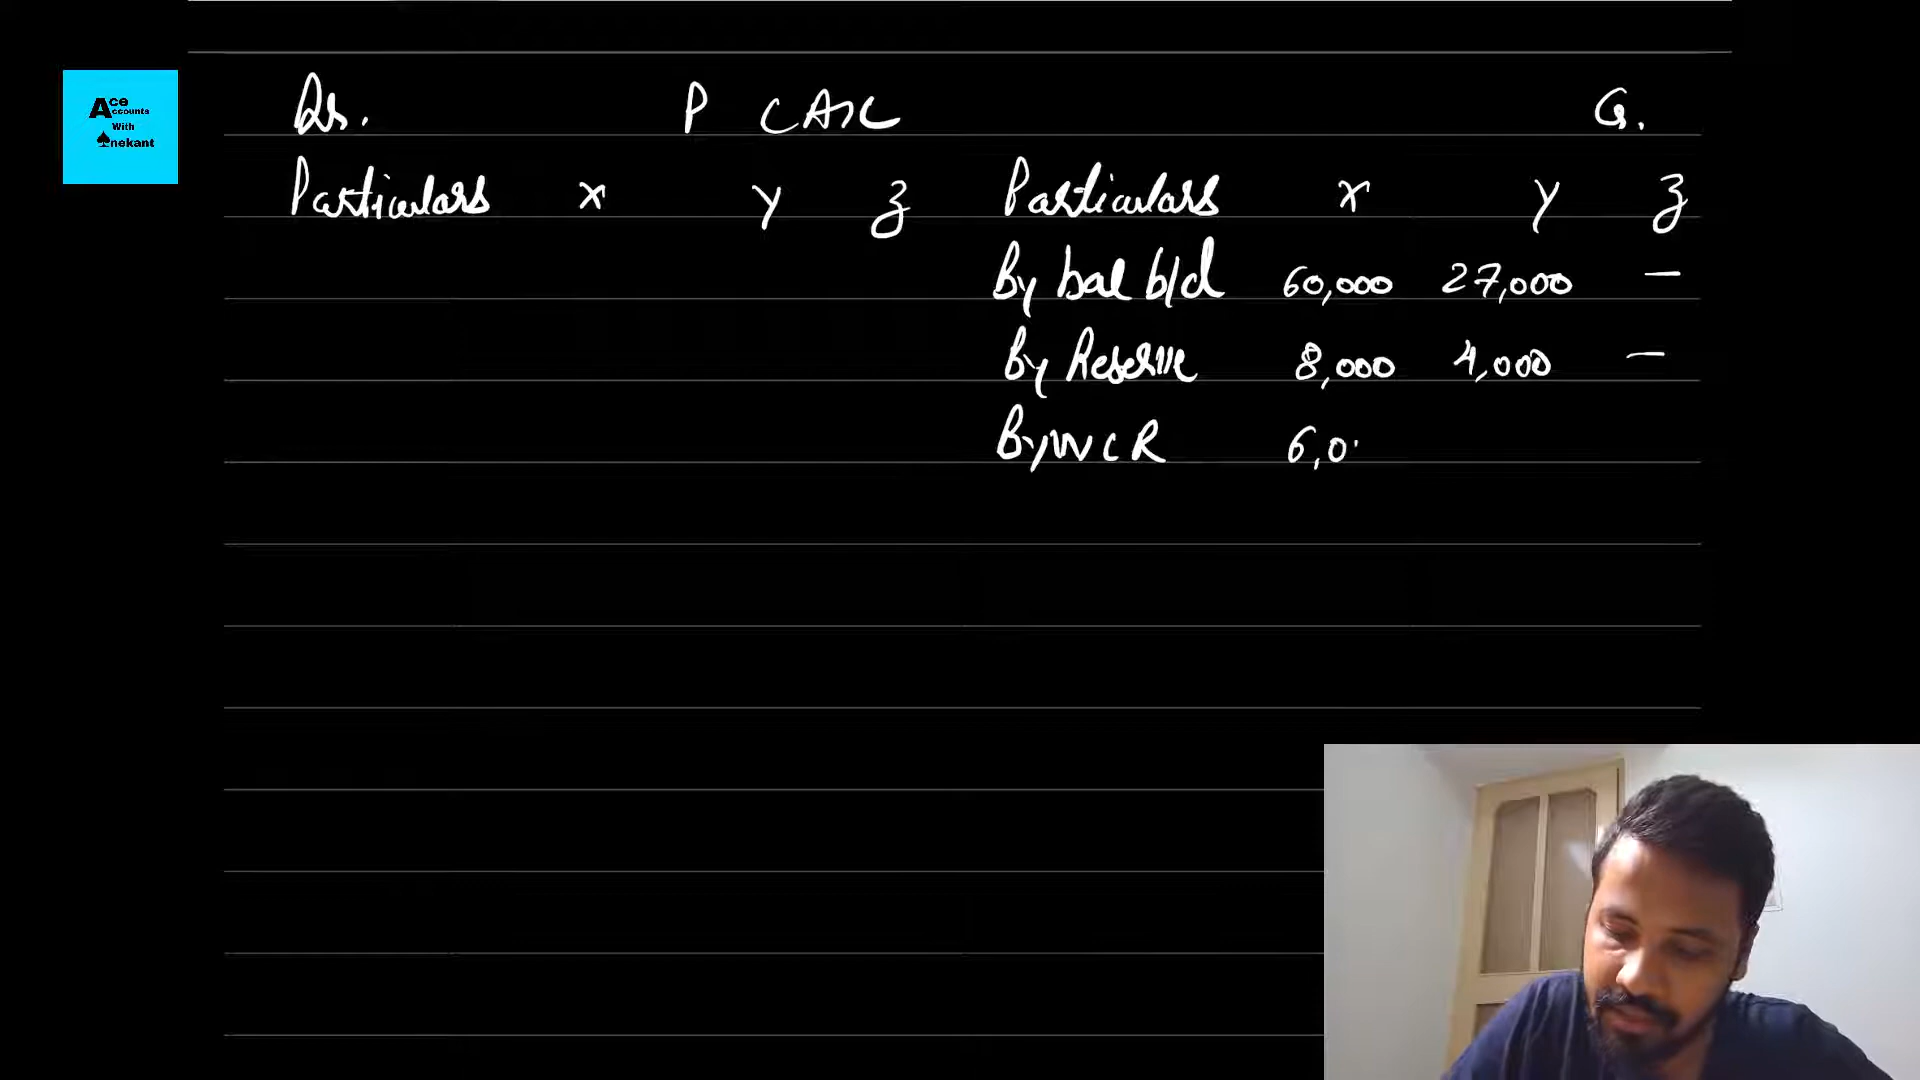 Ace
Accounts
With
Anekant
Dr. P CA/C Cr.
Particulars x y z Particulars x y z
By bal b/d 60,000 27,000 —
By Reserve 8,000 4,000 —
By WCR 6,0